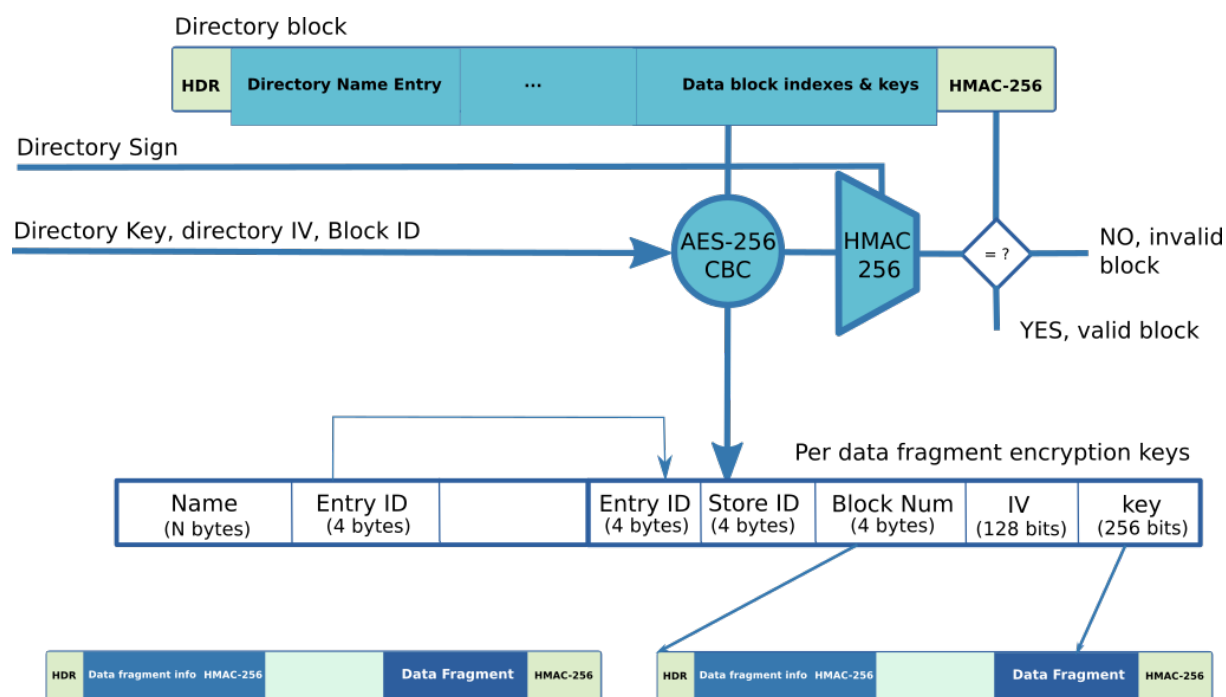 Directory block
HDR
Directory Name Entry
...
Data block indexes & keys
HMAC-256
Directory Sign
Directory Key, directory IV, Block ID
AES-256
CBC
HMAC
256
= ?
NO, invalid
block
YES, valid block
Per data fragment encryption keys
Name
(N bytes)
Entry ID
(4 bytes)
Entry ID
(4 bytes)
Store ID
(4 bytes)
Block Num
(4 bytes)
IV
(128 bits)
key
(256 bits)
HDR
Data fragment info HMAC-256
Data Fragment
HMAC-256
HDR
Data fragment info HMAC-256
Data Fragment
HMAC-256